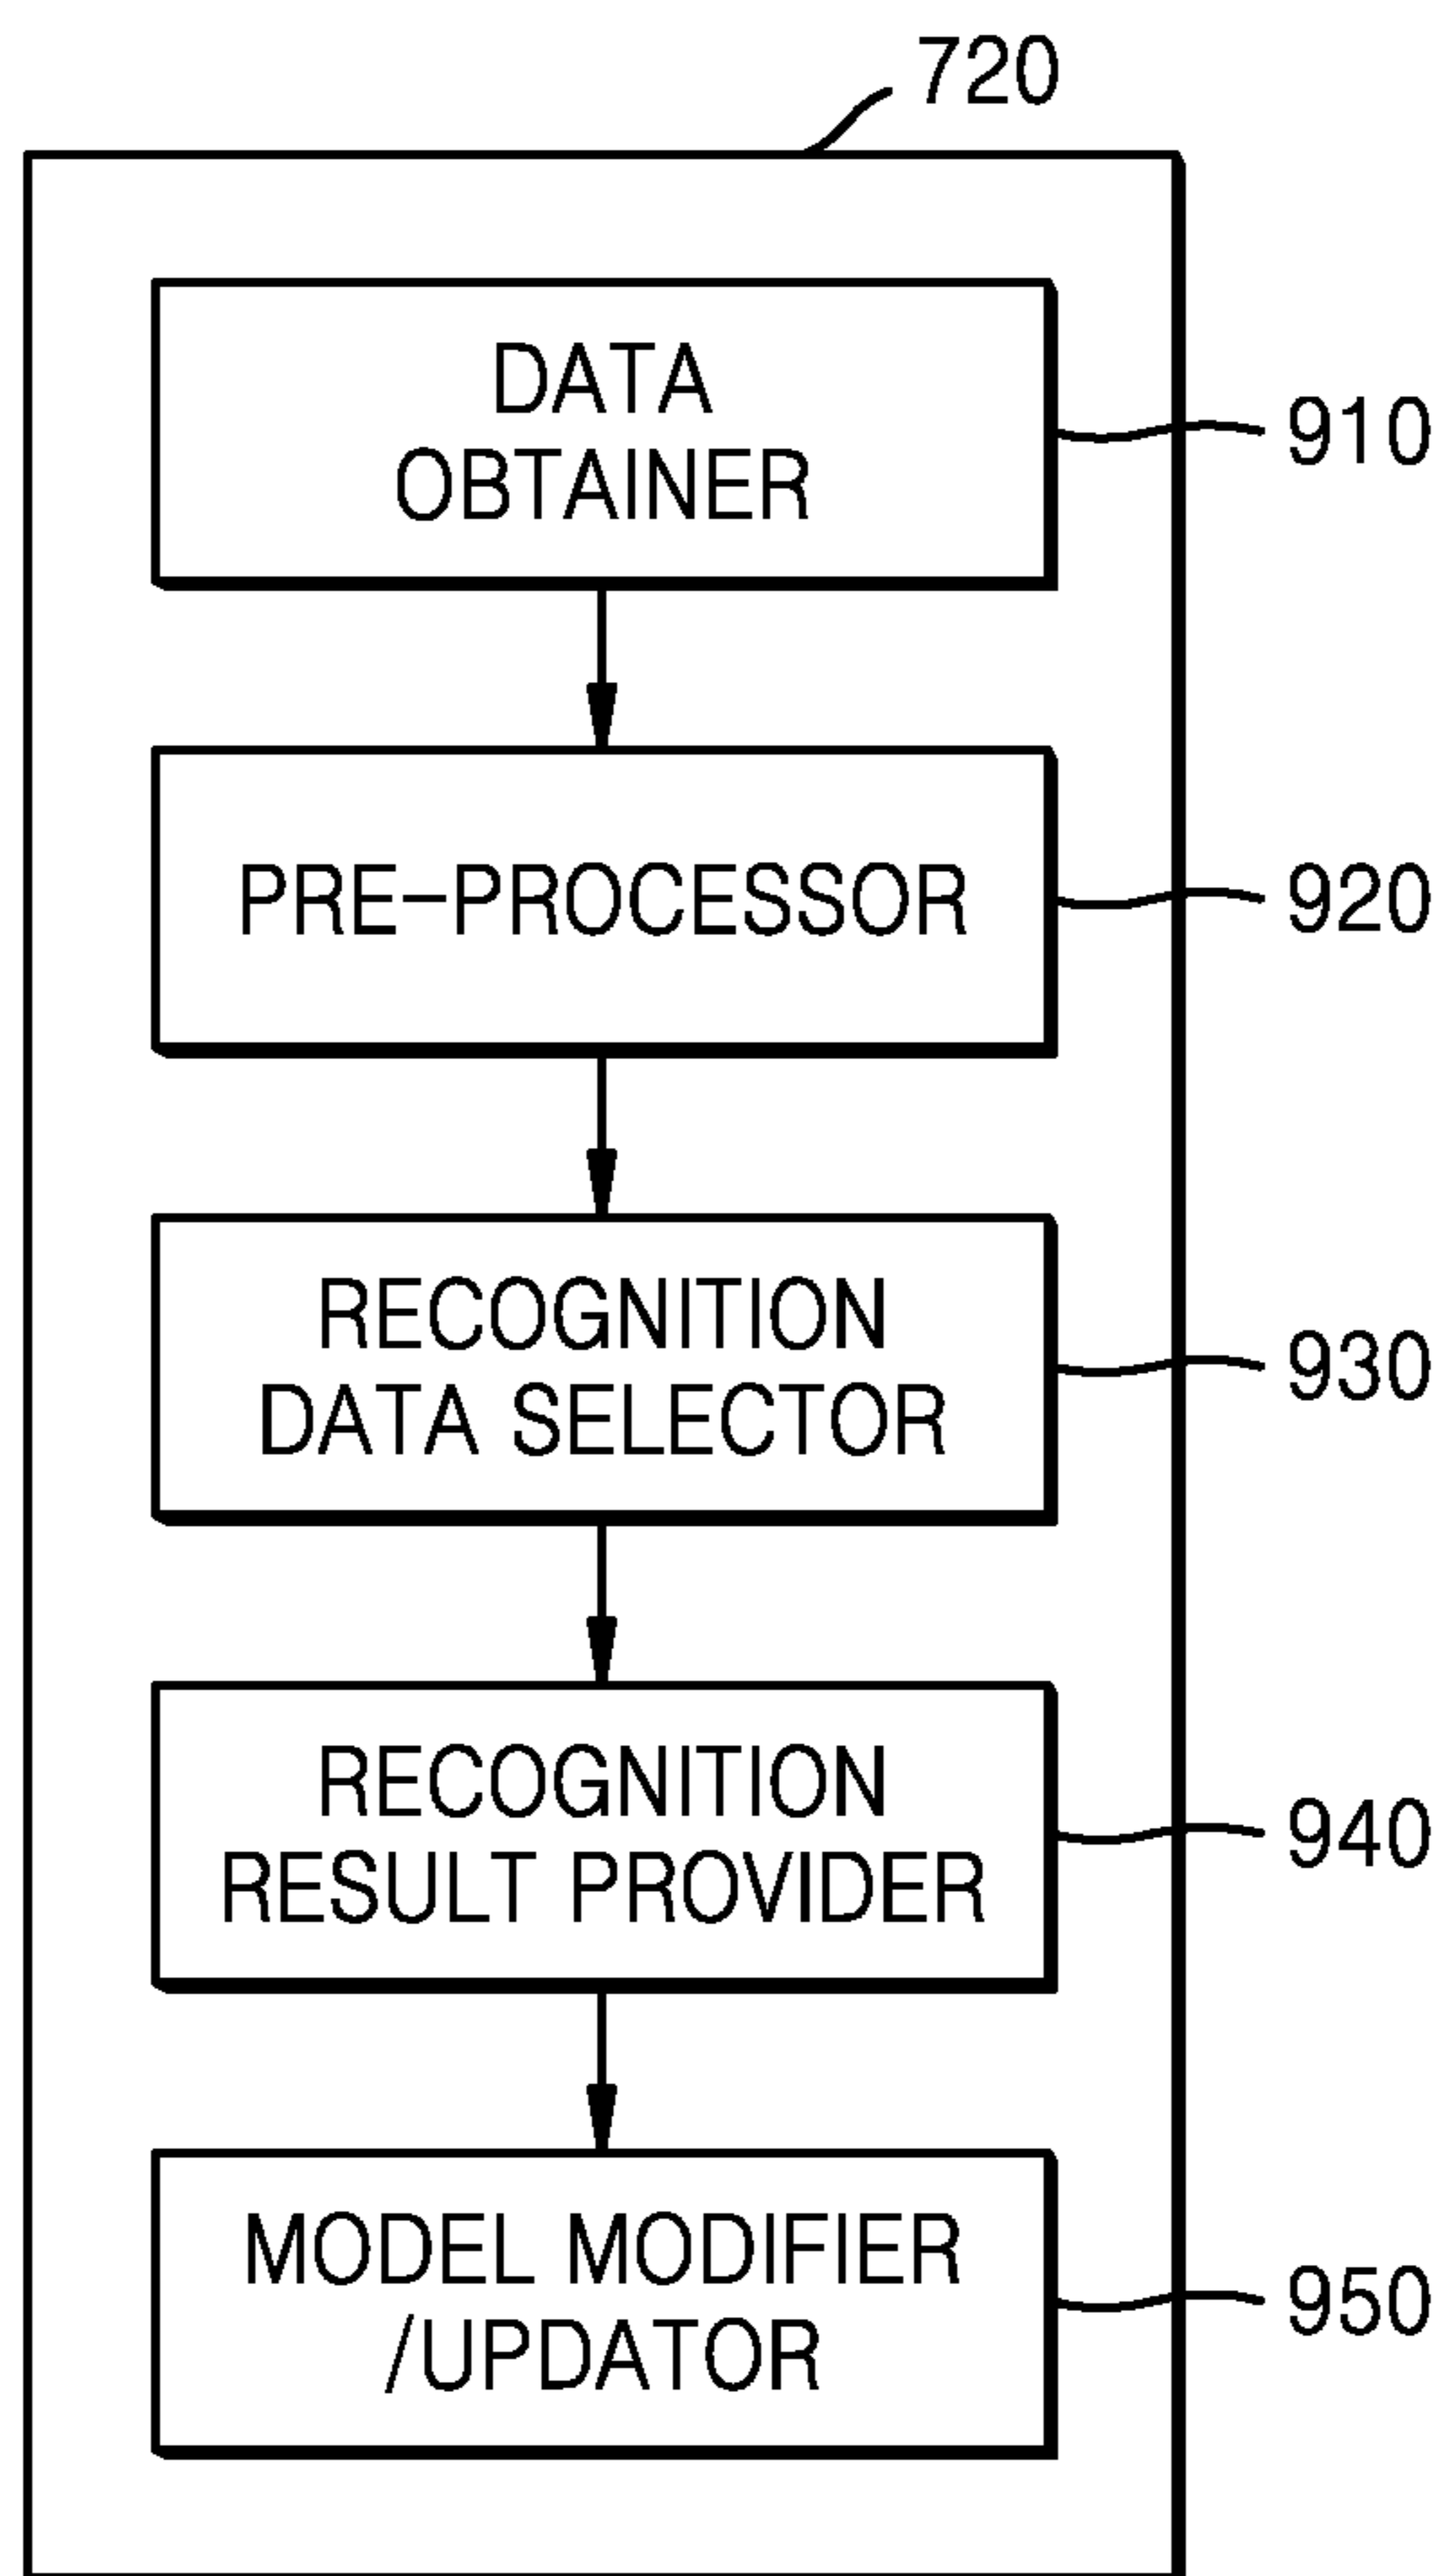 720
DATA
OBTAINER
910
PRE-PROCESSOR
920
RECOGNITION
DATA SELECTOR
930
RECOGNITION
RESULT PROVIDER
940
MODEL MODIFIER
/UPDATOR
950